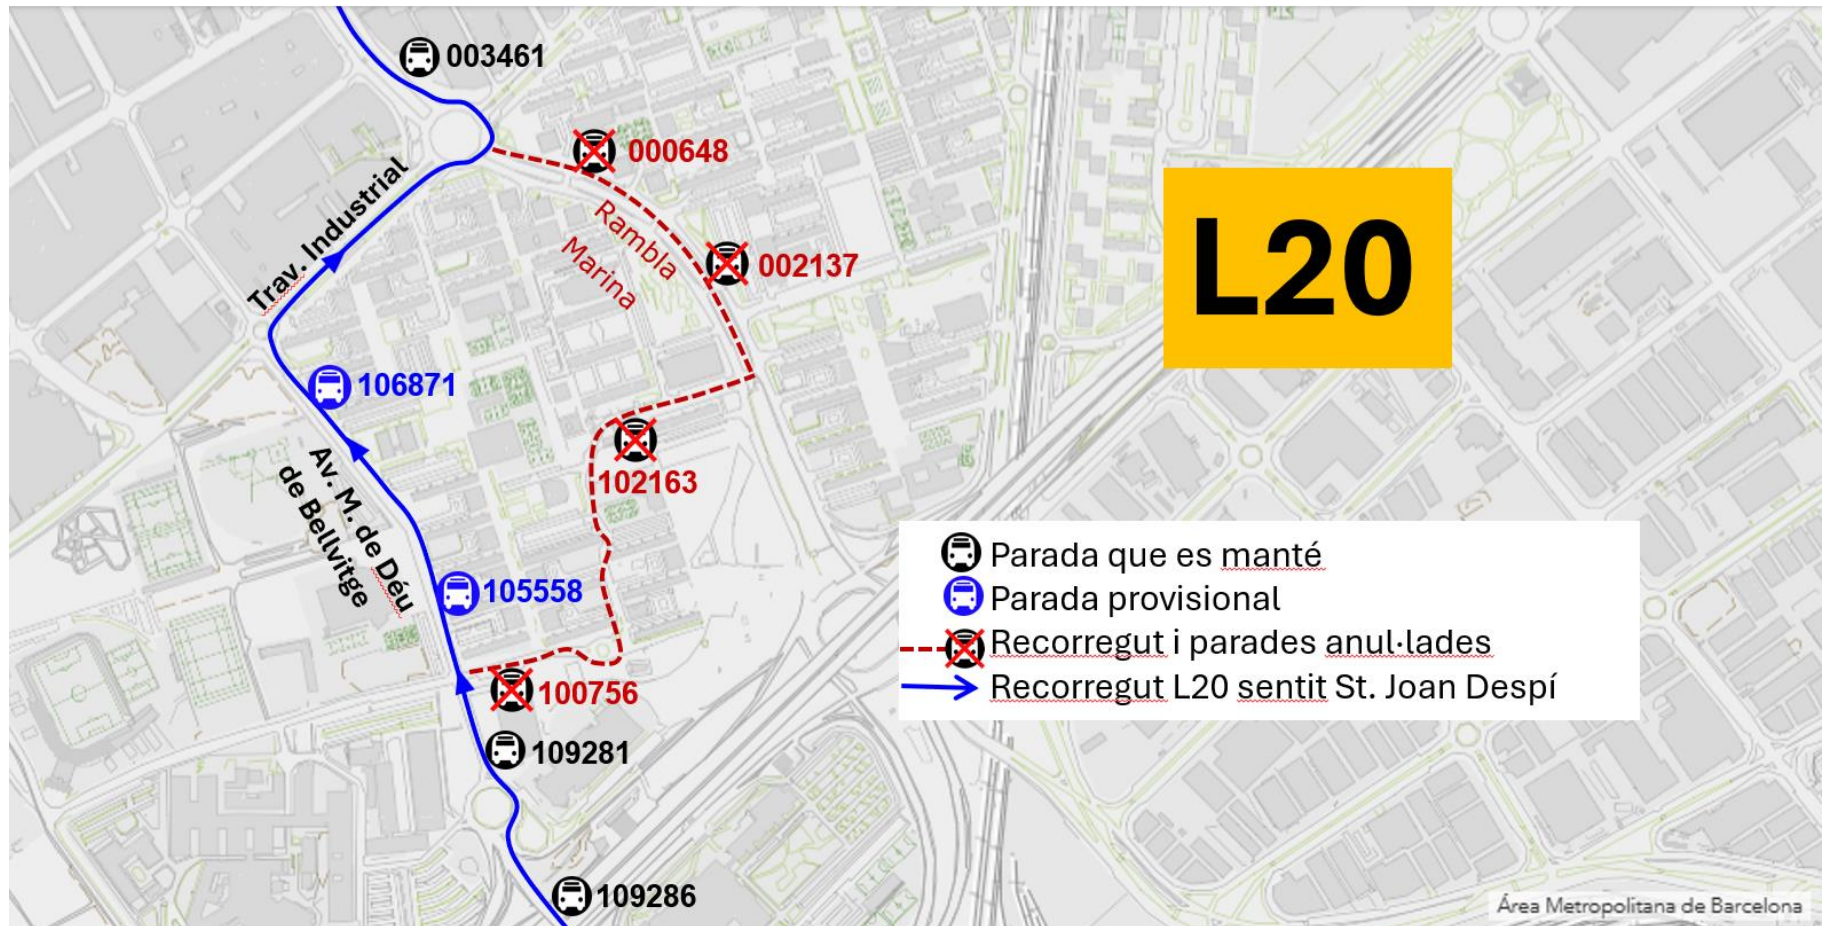 003461
000648
Trav. Industrial
Rambla
Marina
002137
L20
106871
102163
Av. M. de Déu
de Bellvitge
105558
100756
109281
109286
Parada que es manté
Parada provisional
Recorregut i parades anul·lades
Recorregut L20 sentit St. Joan Despí
Área Metropolitana de Barcelona